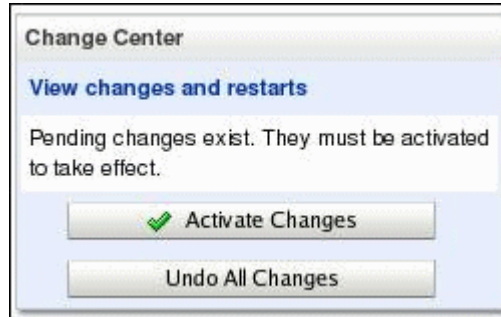 Change Center
View changes and restarts
Pending changes exist. They must be activated
to take effect.
Activate Changes
Undo All Changes